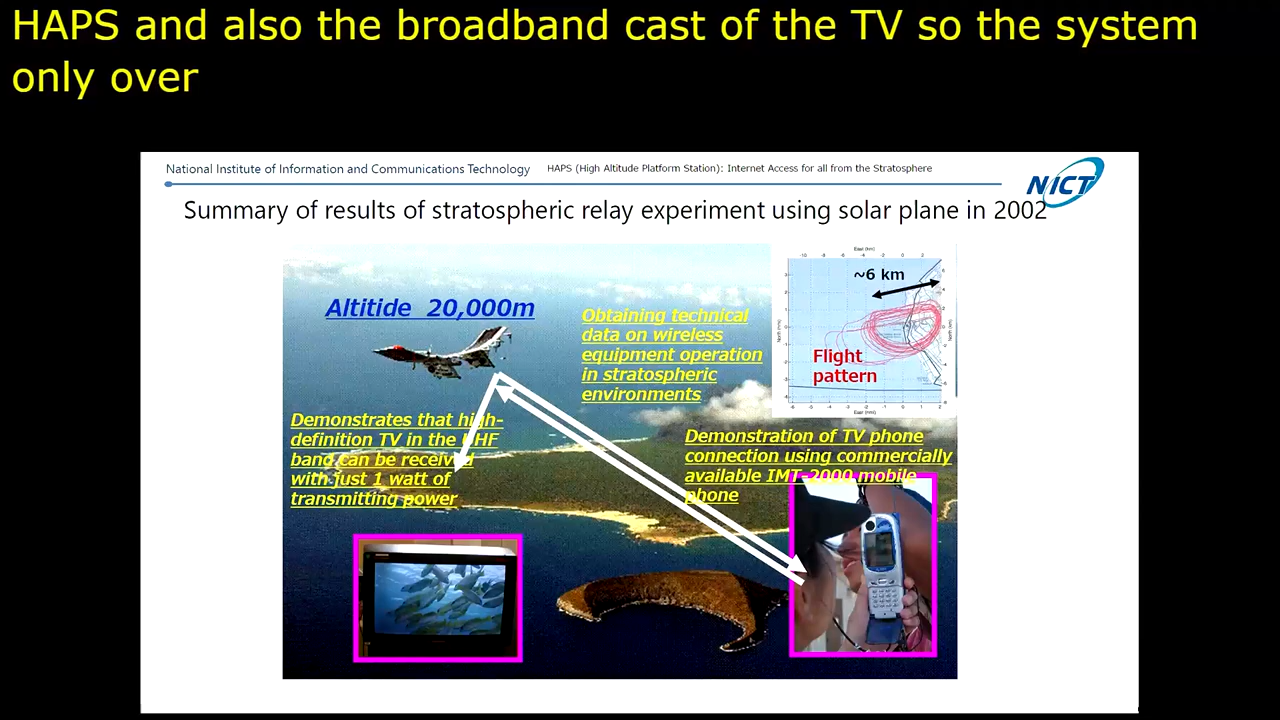 HAPS and also the broadband cast of the TV so the system
only over
National Institute of Information and Communications Technology
HAPS (High Altitude Platform Station): Internet Access for all from the Stratosphere
NICT
Summary of results of stratospheric relay experiment using solar plane in 2002
Altitide 20,000m
Obtaining technical
data on wireless
equipment operation
in stratospheric
environments
~6 km
Flight
pattern
Demonstrates that high-
definition TV in the UHF
band can be received
with just 1 watt of
transmitting power
Demonstration of TV phone
connection using commercially
available IMT-2000 mobile
phone